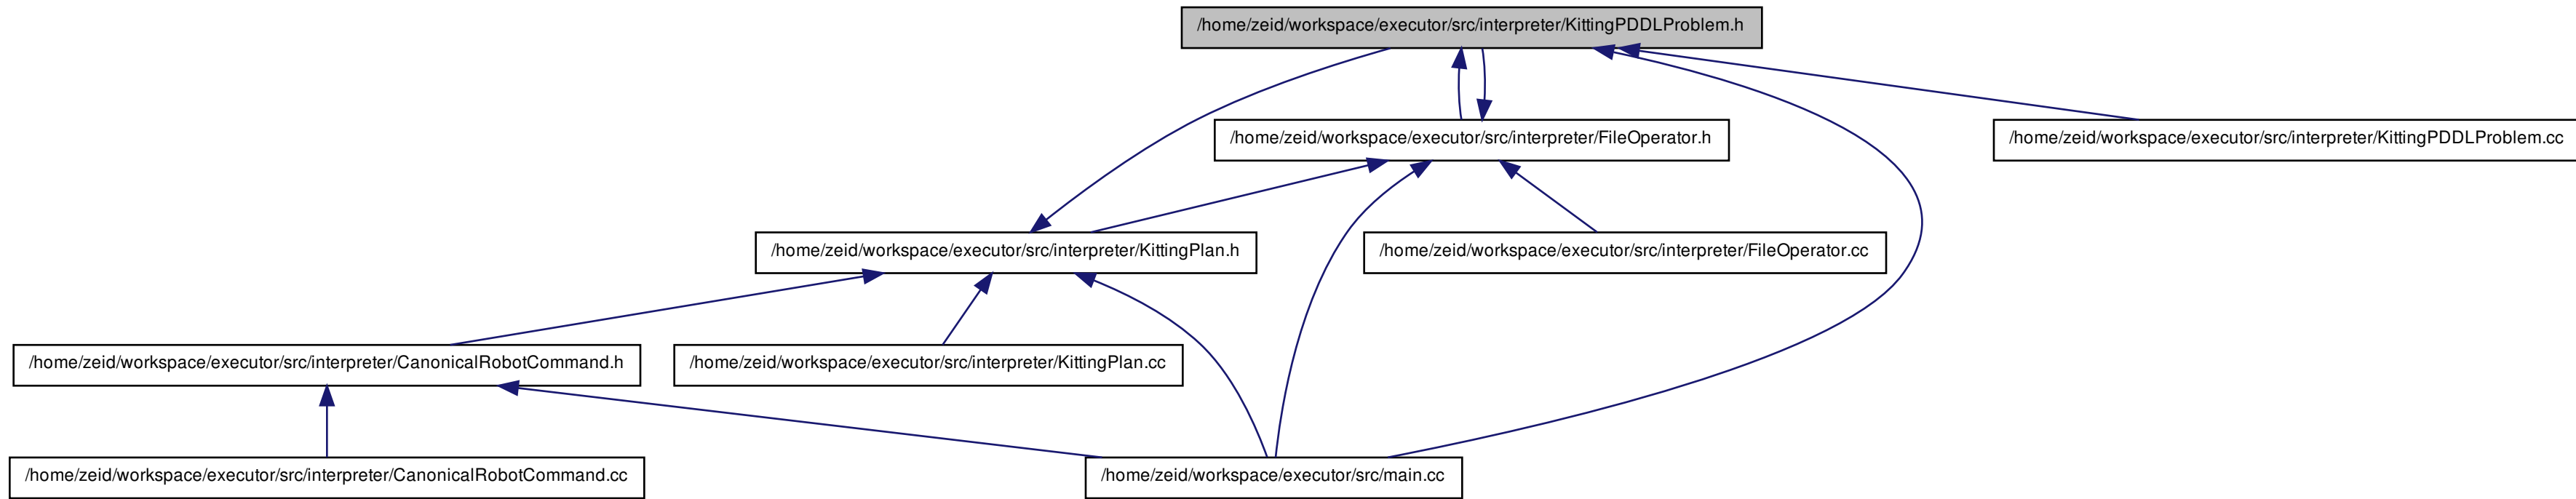 /home/zeid/workspace/executor/src/interpreter/KittingPDDLProblem.h
/home/zeid/workspace/executor/src/interpreter/FileOperator.h
/home/zeid/workspace/executor/src/interpreter/KittingPDDLProblem.cc
/home/zeid/workspace/executor/src/interpreter/KittingPlan.h
/home/zeid/workspace/executor/src/interpreter/FileOperator.cc
/home/zeid/workspace/executor/src/interpreter/CanonicalRobotCommand.h
/home/zeid/workspace/executor/src/interpreter/KittingPlan.cc
/home/zeid/workspace/executor/src/interpreter/CanonicalRobotCommand.cc
/home/zeid/workspace/executor/src/main.cc